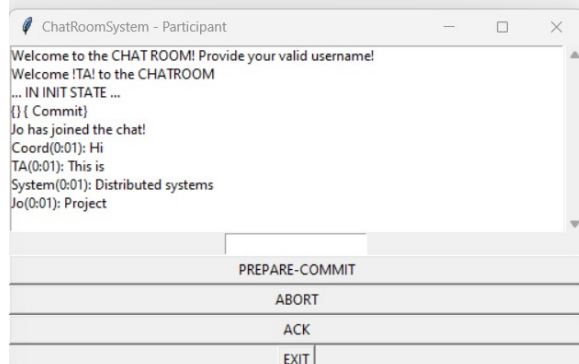 ChatRoomSystem - Participant
Welcome to the CHAT ROOM! Provide your valid username!
Welcome !TA! to the CHATROOM
... IN INIT STATE ...
{} { Commit}
Jo has joined the chat!
Coord(0:01): Hi
TA(0:01): This is
System(0:01): Distributed systems
Jo(0:01): Project
PREPARE-COMMIT
ABORT
ACK
EXIT